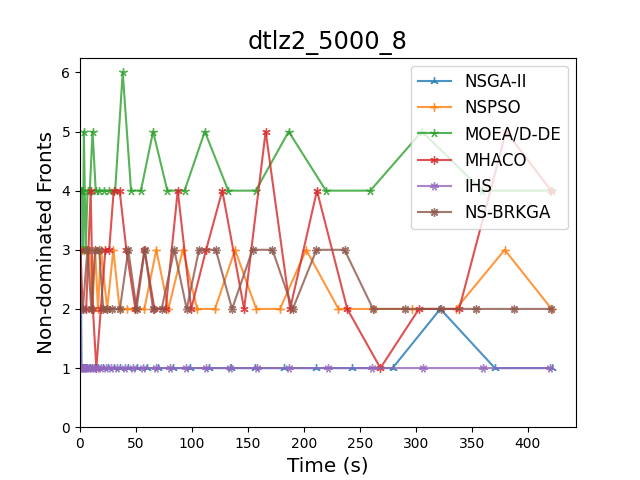 dtlz2_5000_8
Non-dominated Fronts
6
5
4
3
2
1
0
NSGA-II
NSPSO
MOEA/D-DE
MHACO
IHS
NS-BRKGA
0 50 100 150 200 250 300 350 400
Time (s)